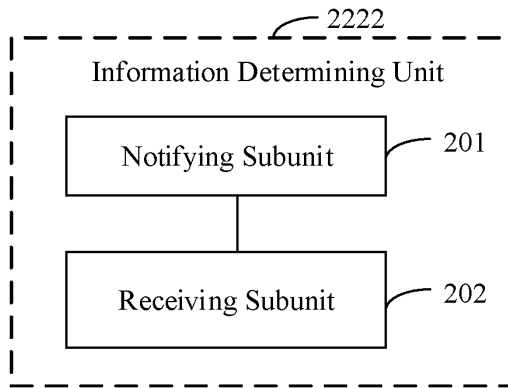 2222
Information Determining Unit
Notifying Subunit
201
Receiving Subunit
202